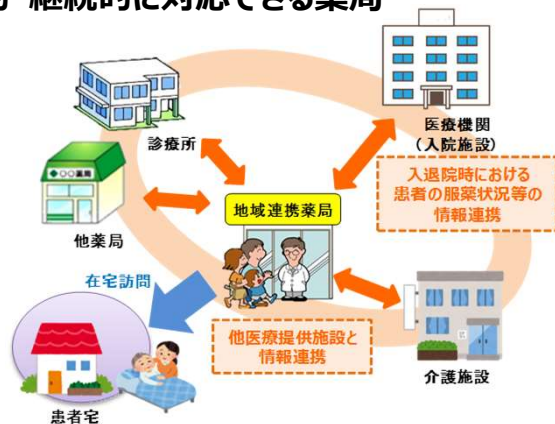 継続的に対応できる薬局
診療所
医療機関
(入院施設)
入退院時における
患者の服薬状況等の
情報連携
〇〇薬局
他薬局
地域連携薬局
在宅訪問
他医療提供施設と
情報連携
介護施設
患者宅